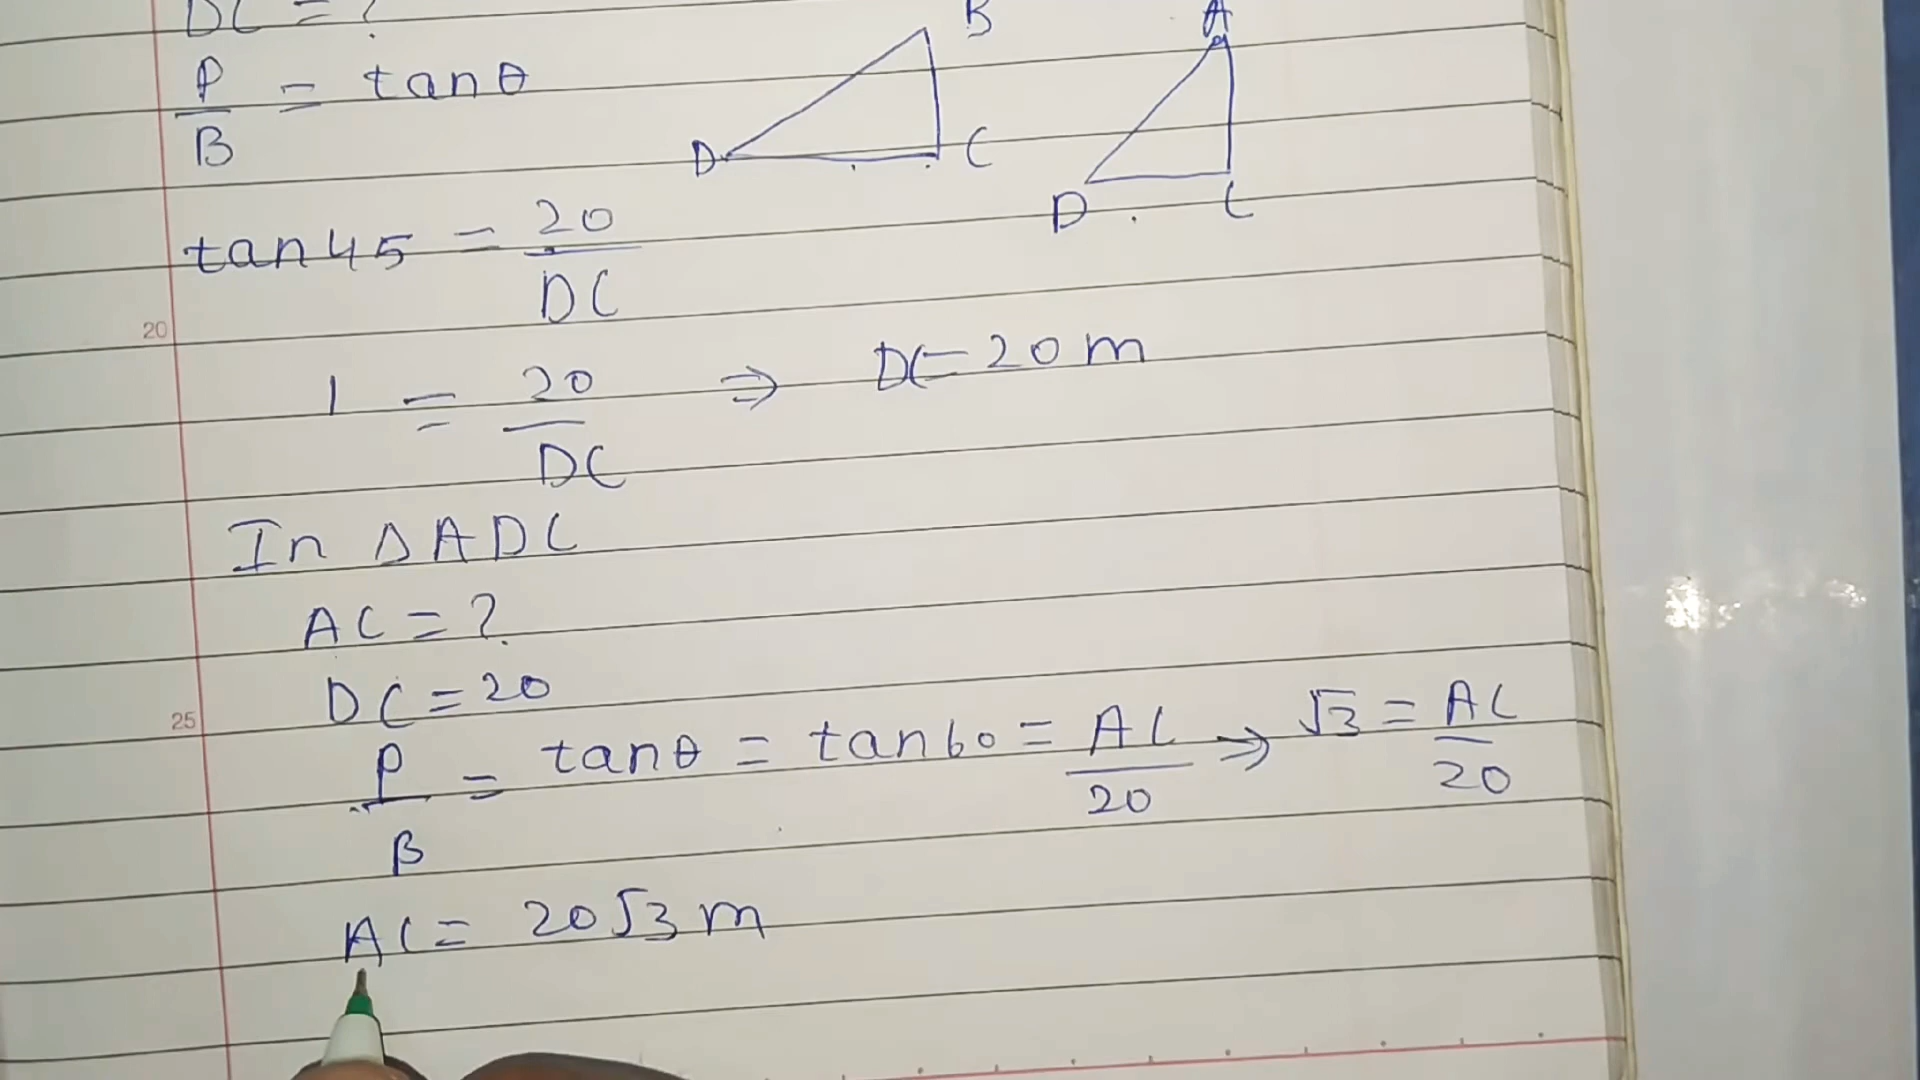 DC = ?
B
A
P/B = tanθ
D
C
D
C
tan45 = 20/DC
20
1 = 20/DC ⇒ DC = 20 m
In ΔADC
AC = ?
DC = 20
25
P/B = tanθ = tan60 = AC/20 ⇒ √3 = AC/20
AC = 20√3 m